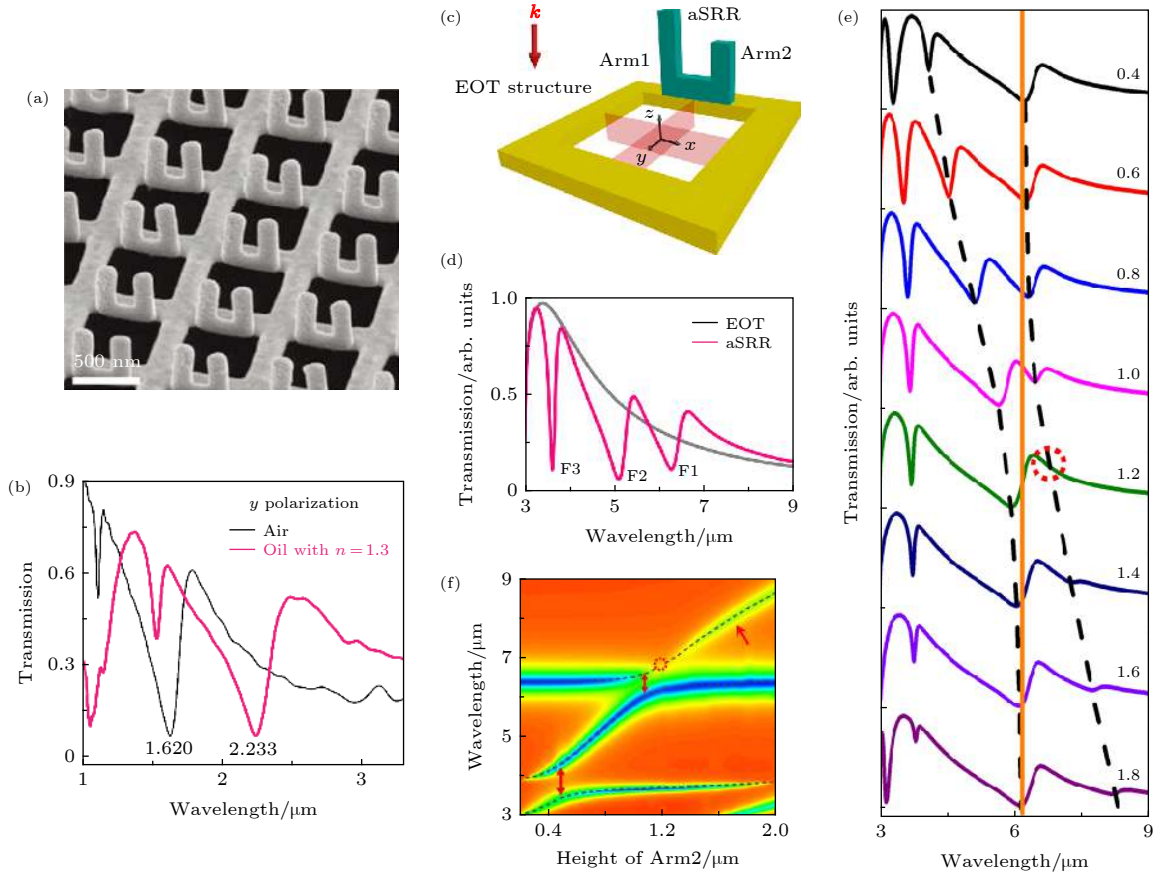 (a)
500 nm
(b)
0.9
0.6
0.3
0
Transmission
y polarization
Air
Oil with n = 1.3
1.620
2.233
1
2
3
Wavelength/μm
(c)
k
EOT structure
aSRR
Arm1
Arm2
z
x
y
(d)
1.0
0.5
0
Transmission/arb. units
EOT
aSRR
F3
F2
F1
3
5
7
9
Wavelength/μm
(f)
9
8
7
6
5
4
3
Wavelength/μm
0.4
1.2
2.0
Height of Arm2/μm
(e)
Transmission/arb. units
0.4
0.6
0.8
1.0
1.2
1.4
1.6
1.8
3
6
9
Wavelength/μm